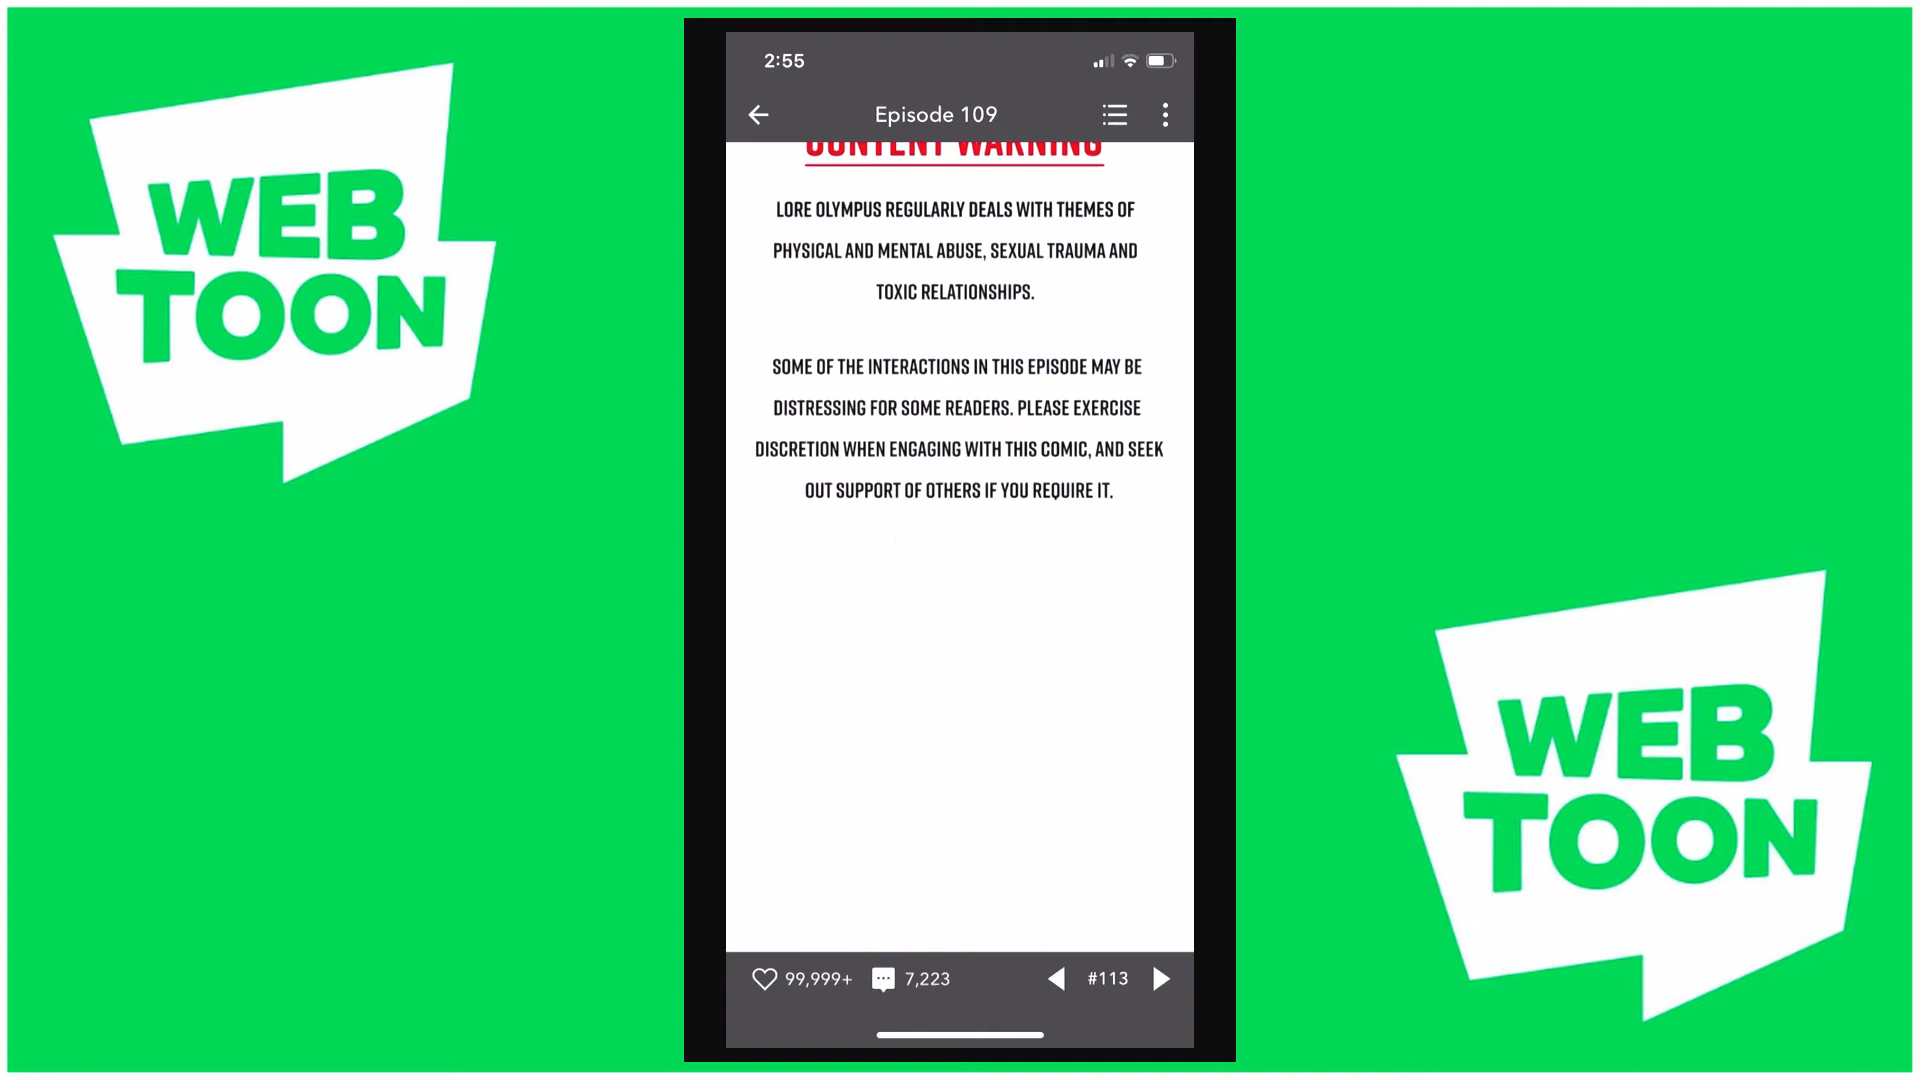 WEB
TOON
2:55
Episode 109
CONTENT WARNING
LORE OLYMPUS REGULARLY DEALS WITH THEMES OF
PHYSICAL AND MENTAL ABUSE, SEXUAL TRAUMA AND
TOXIC RELATIONSHIPS.
SOME OF THE INTERACTIONS IN THIS EPISODE MAY BE
DISTRESSING FOR SOME READERS. PLEASE EXERCISE
DISCRETION WHEN ENGAGING WITH THIS COMIC, AND SEEK
OUT SUPPORT OF OTHERS IF YOU REQUIRE IT.
99,999+ 7,223 #113
WEB
TOON